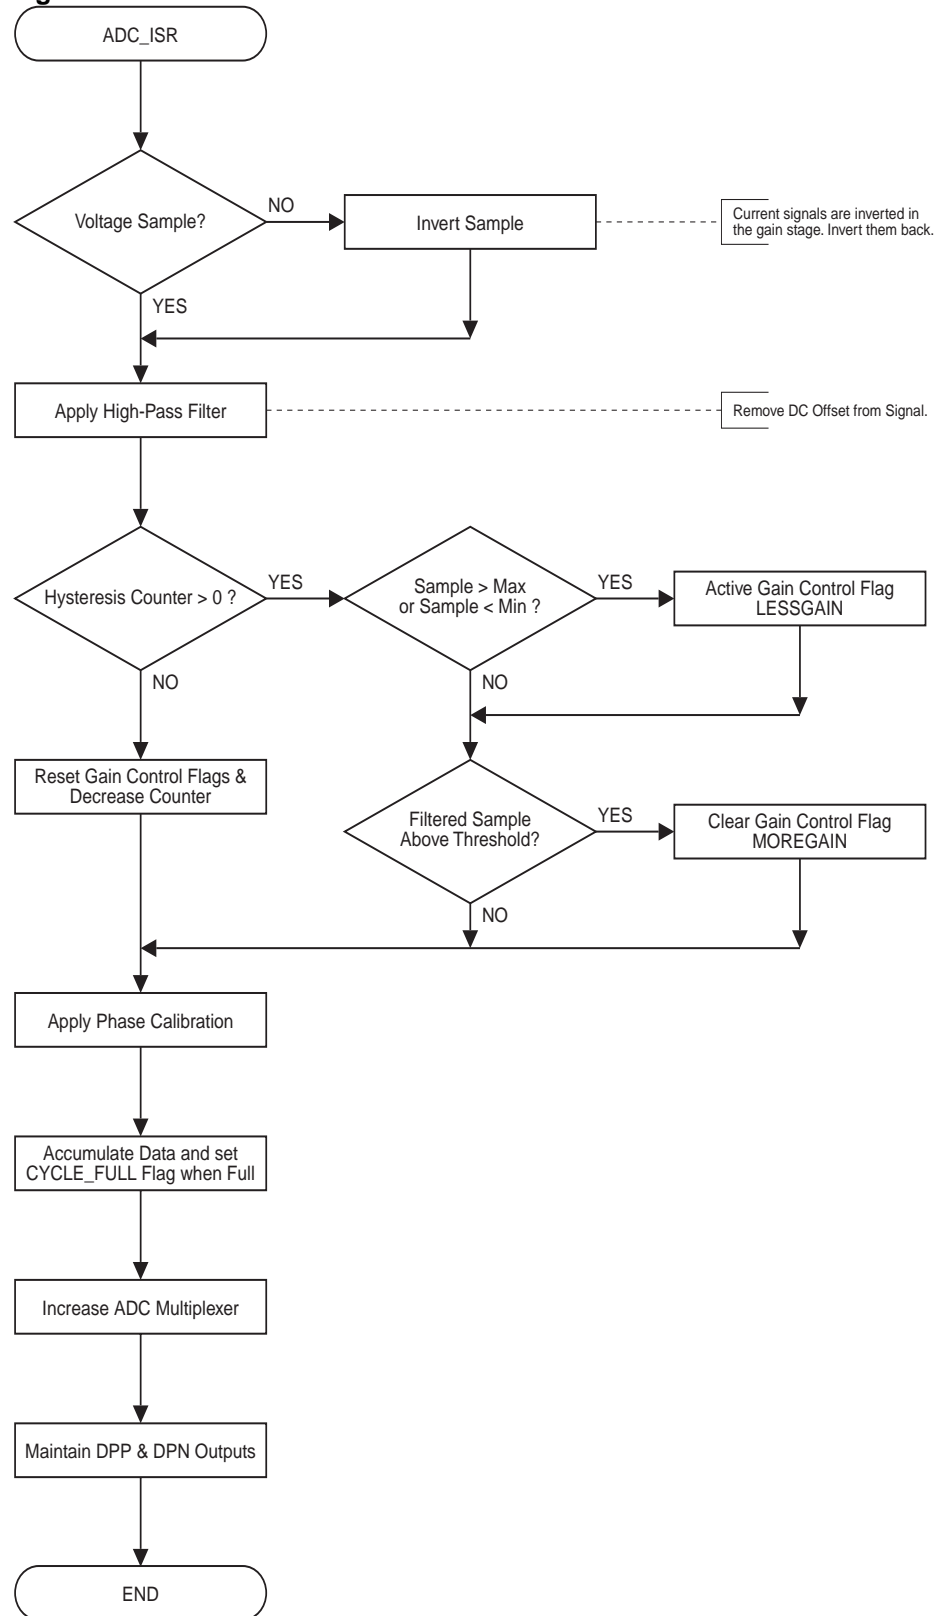 ADC_ISR
Voltage Sample?
NO
Invert Sample
Current signals are inverted in
the gain stage. Invert them back.
YES
Apply High-Pass Filter
Remove DC Offset from Signal.
Hysteresis Counter > 0 ?
YES
Sample > Max
or Sample < Min ?
YES
Active Gain Control Flag
LESSGAIN
NO
NO
Reset Gain Control Flags &
Decrease Counter
Filtered Sample
Above Threshold?
YES
Clear Gain Control Flag
MOREGAIN
NO
Apply Phase Calibration
Accumulate Data and set
CYCLE_FULL Flag when Full
Increase ADC Multiplexer
Maintain DPP & DPN Outputs
END